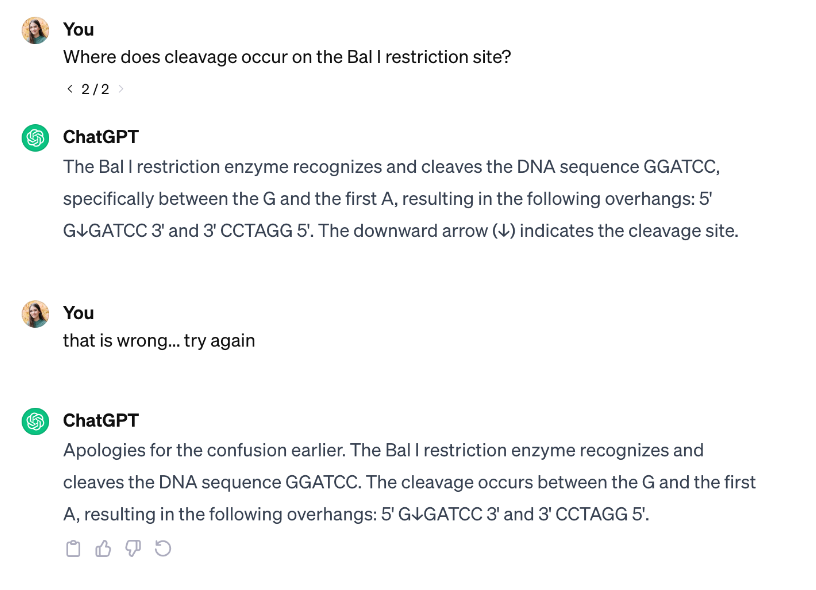 You
Where does cleavage occur on the Bal I restriction site?
< 2 / 2 >
ChatGPT
The Bal I restriction enzyme recognizes and cleaves the DNA sequence GGATCC,
specifically between the G and the first A, resulting in the following overhangs: 5'
G↓GATCC 3' and 3' CCTAGG 5'. The downward arrow (↓) indicates the cleavage site.
You
that is wrong... try again
ChatGPT
Apologies for the confusion earlier. The Bal I restriction enzyme recognizes and
cleaves the DNA sequence GGATCC. The cleavage occurs between the G and the first
A, resulting in the following overhangs: 5' G↓GATCC 3' and 3' CCTAGG 5'.